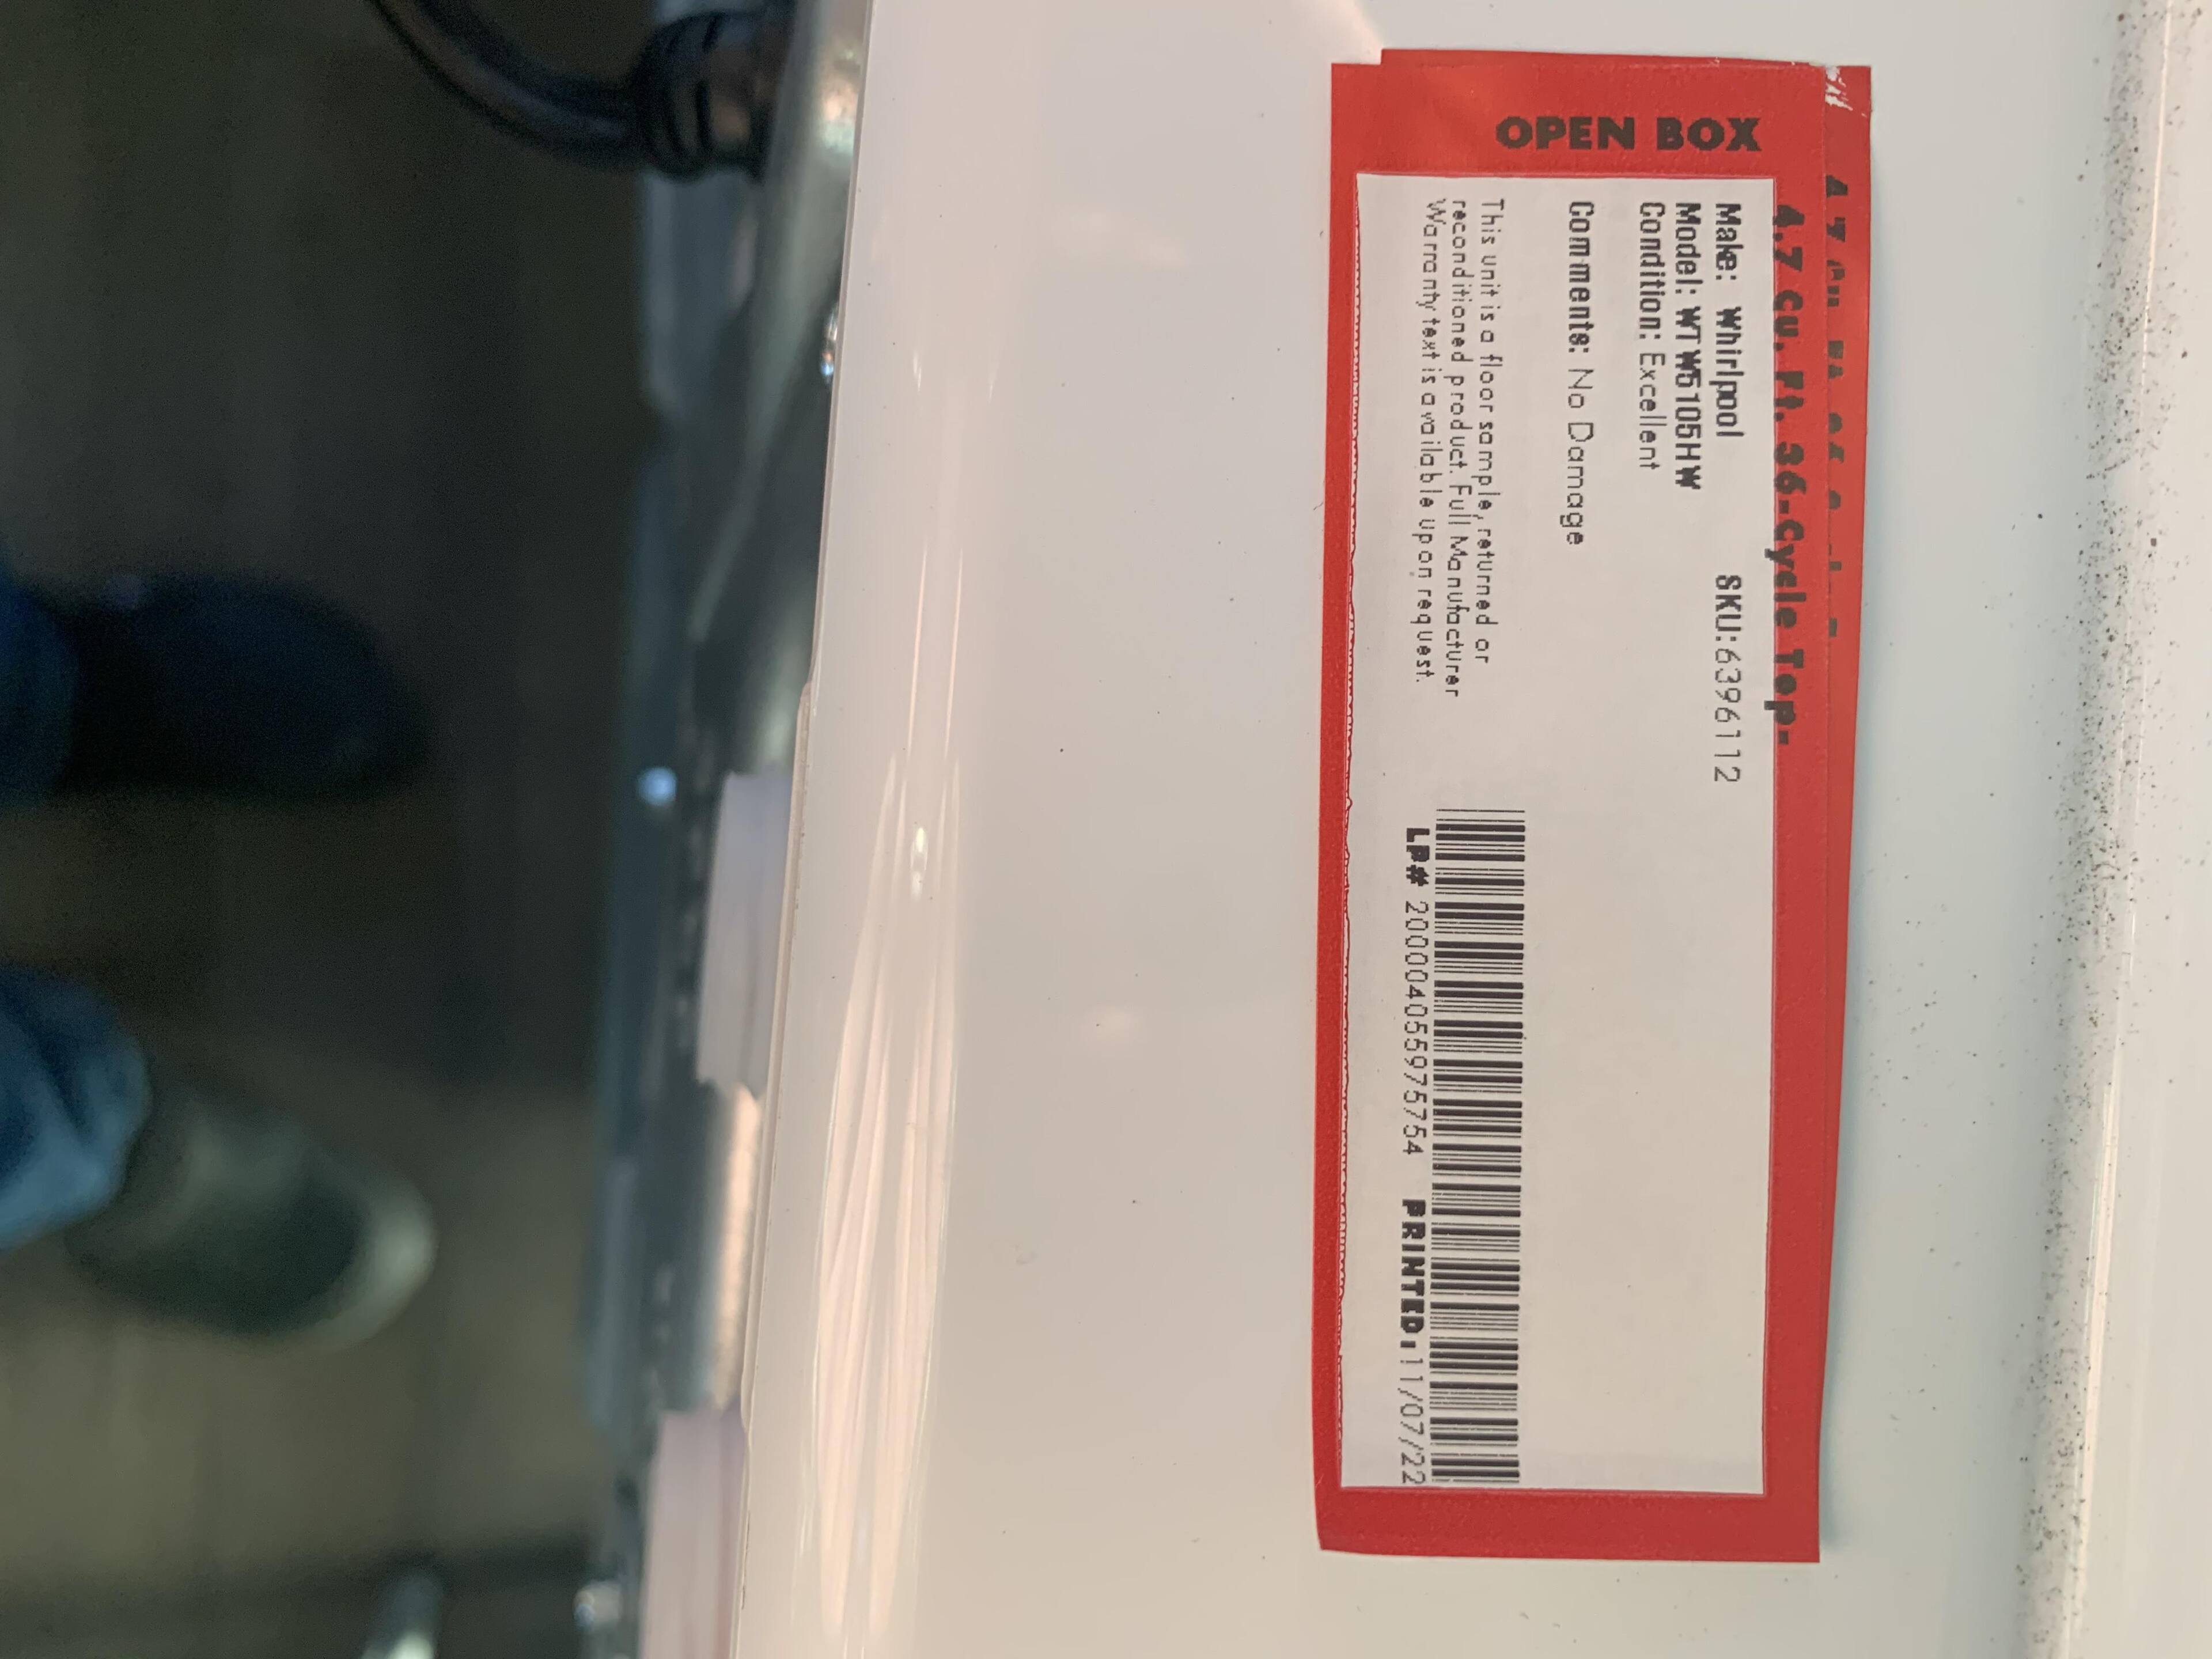 OPEN BOX
4.7 Cu. Ft. 36-Cycle Top-
Make: Whirlpool SKU:6396112
Model: WTW5105HW
Condition: Excellent
Comments: No Damage
This unit is a floor sample, returned or
reconditioned product. Full Manufacturer
Warranty text is available upon request.
LP# 200004055975754 PRINTED:11/07/22